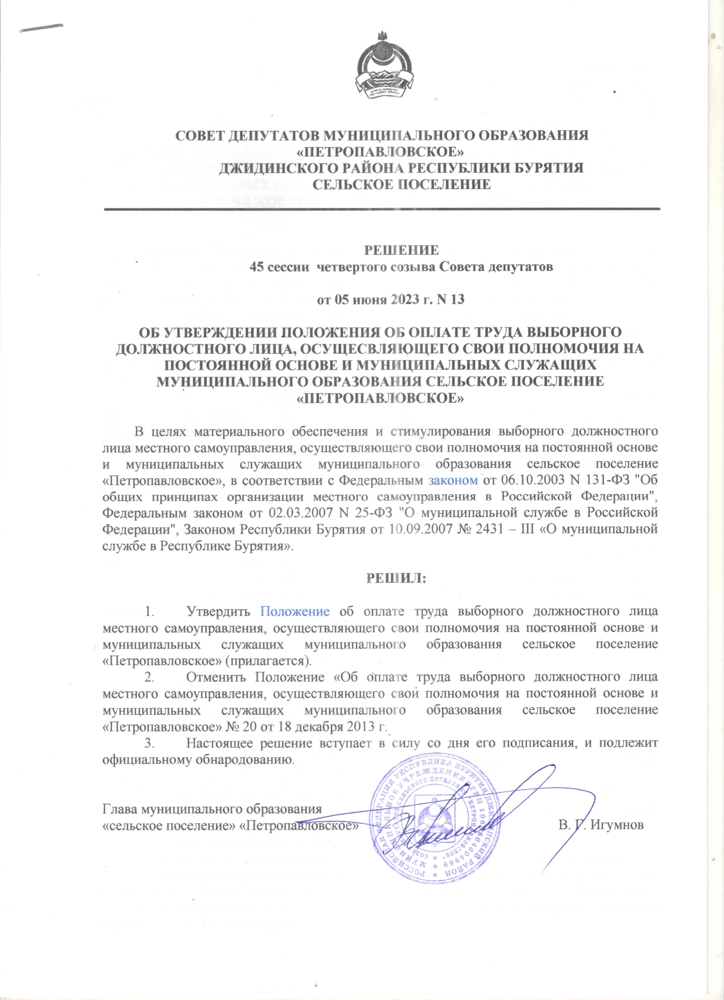 СОВЕТ ДЕПУТАТОВ МУНИЦИПАЛЬНОГО ОБРАЗОВАНИЯ
«ПЕТРОПАВЛОВСКОЕ»
ДЖИДИНСКОГО РАЙОНА РЕСПУБЛИКИ БУРЯТИЯ
СЕЛЬСКОЕ ПОСЕЛЕНИЕ
РЕШЕНИЕ
45 сессии четвертого созыва Совета депутатов
от 05 июня 2023 г. N 13
ОБ УТВЕРЖДЕНИИ ПОЛОЖЕНИЯ ОБ ОПЛАТЕ ТРУДА ВЫБОРНОГО
ДОЛЖНОСТНОГО ЛИЦА, ОСУЩЕСВЛЯЮЩЕГО СВОИ ПОЛНОМОЧИЯ НА
ПОСТОЯННОЙ ОСНОВЕ И МУНИЦИПАЛЬНЫХ СЛУЖАЩИХ
МУНИЦИПАЛЬНОГО ОБРАЗОВАНИЯ СЕЛЬСКОЕ ПОСЕЛЕНИЕ
«ПЕТРОПАВЛОВСКОЕ»
В целях материального обеспечения и стимулирования выборного должностного
лица местного самоуправления, осуществляющего свои полномочия на постоянной основе
и муниципальных служащих муниципального образования сельское поселение
«Петропавловское», в соответствии с Федеральным законом от 06.10.2003 N 131-ФЗ "Об
общих принципах организации местного самоуправления в Российской Федерации",
Федеральным законом от 02.03.2007 N 25-ФЗ "О муниципальной службе в Российской
Федерации", Законом Республики Бурятия от 10.09.2007 № 2431 – III «О муниципальной
службе в Республике Бурятия».
РЕШИЛ:
1. Утвердить Положение об оплате труда выборного должностного лица
местного самоуправления, осуществляющего свои полномочия на постоянной основе и
муниципальных служащих муниципального образования сельское поселение
«Петропавловское» (прилагается).
2. Отменить Положение «Об оплате труда выборного должностного лица
местного самоуправления, осуществляющего свои полномочия на постоянной основе и
муниципальных служащих муниципального образования сельское поселение
«Петропавловское» № 20 от 18 декабря 2013 г.
3. Настоящее решение вступает в силу со дня его подписания, и подлежит
официальному обнародованию.
Глава муниципального образования
«сельское поселение» «Петропавловское» В. Г. Игумнов
РОССИЙСКАЯ ФЕДЕРАЦИЯ РЕСПУБЛИКА БУРЯТИЯ ДЖИДИНСКИЙ РАЙОН
МУНИЦИПАЛЬНОЕ УЧРЕЖДЕНИЕ